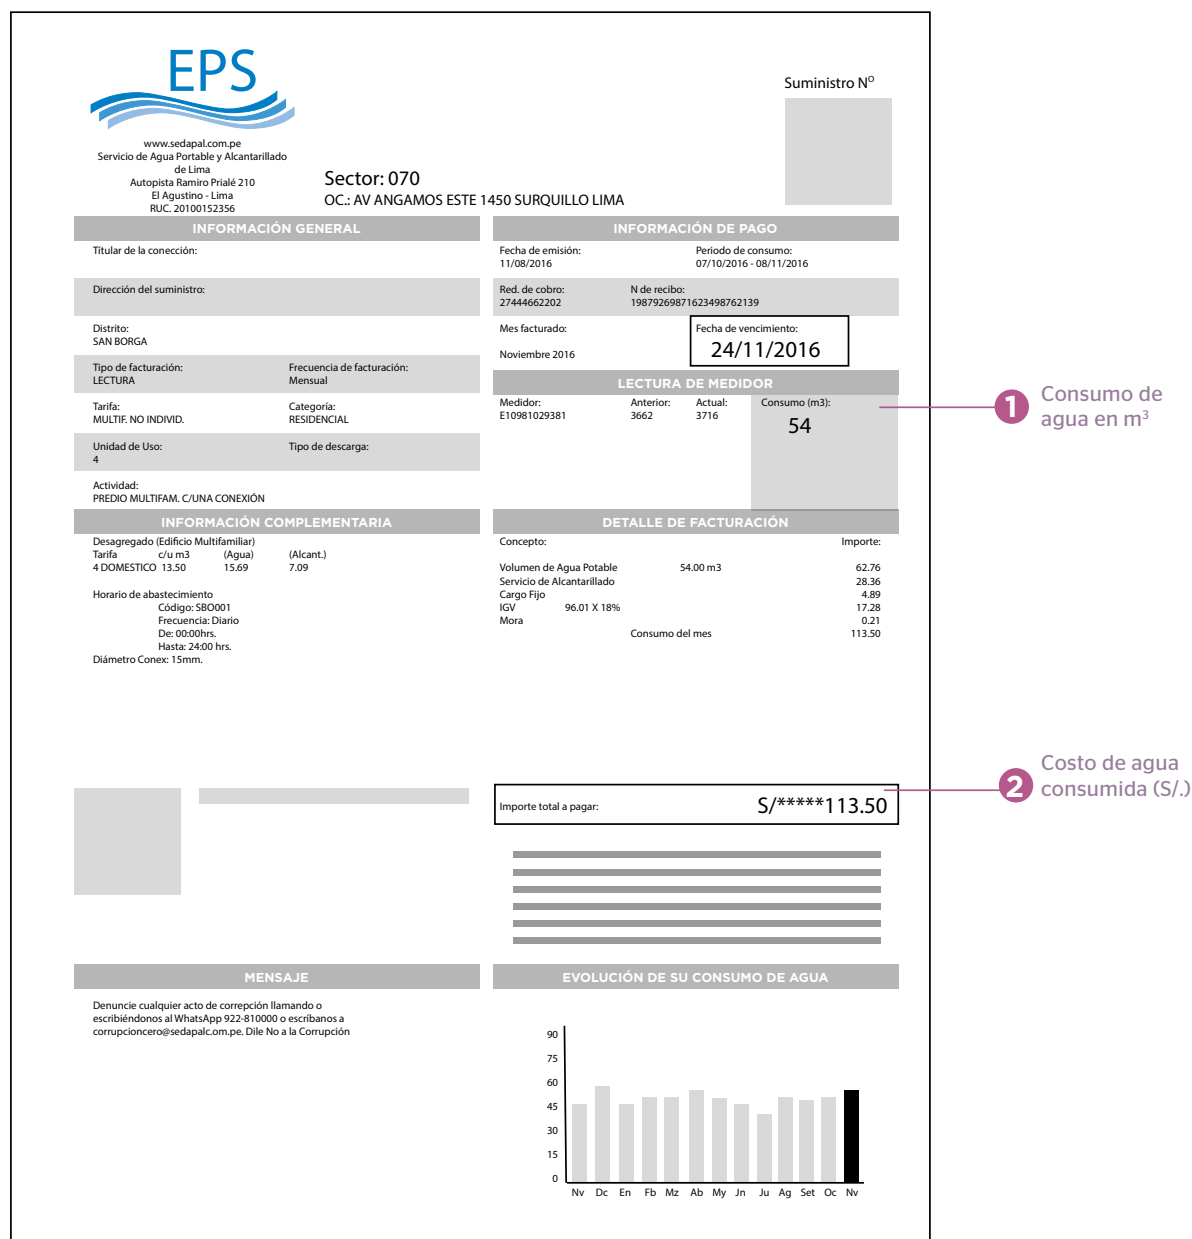 EPS
www.sedapal.com.pe
Servicio de Agua Portable y Alcantarillado
de Lima
Autopista Ramiro Prialé 210
El Agustino - Lima
RUC. 20100152356
Suministro Nº
Sector: 070
OC.: AV ANGAMOS ESTE 1450 SURQUILLO LIMA
INFORMACIÓN GENERAL
Títular de la conección:
Dirección del suministro:
Distrito:
SAN BORGA
Tipo de facturación: Frecuencia de facturación:
LECTURA Mensual
Tarifa: Categoría:
MULTIF. NO INDIVID. RESIDENCIAL
Unidad de Uso: Tipo de descarga:
4
Actividad:
PREDIO MULTIFAM. C/UNA CONEXIÓN
INFORMACIÓN DE PAGO
Fecha de emisión: Periodo de consumo:
11/08/2016 07/10/2016 - 08/11/2016
Red. de cobro: N de recibo:
27444662202 19879269871623498762139
Mes facturado: Fecha de vencimiento:
Noviembre 2016 24/11/2016
LECTURA DE MEDIDOR
Medidor: Anterior: Actual: Consumo (m3):
E10981029381 3662 3716 54
1 Consumo de
agua en m³
INFORMACIÓN COMPLEMENTARIA
Desagregado (Edificio Multifamiliar)
Tarifa c/u m3 (Agua) (Alcant.)
4 DOMESTICO 13.50 15.69 7.09
Horario de abastecimiento
Código: SBO001
Frecuencia: Diario
De: 00:00hrs.
Hasta: 24:00 hrs.
Diámetro Conex: 15mm.
DETALLE DE FACTURACIÓN
Concepto: Importe:
Volumen de Agua Potable 54.00 m3 62.76
Servicio de Alcantarillado 28.36
Cargo Fijo 4.89
IGV 96.01 X 18% 17.28
Mora 0.21
Consumo del mes 113.50
Importe total a pagar: S/*****113.50
2 Costo de agua
consumida (S/.)
MENSAJE
Denuncie cualquier acto de correpción llamando o
escribiéndonos al WhatsApp 922-810000 o escríbanos a
corrupcioncero@sedapalc.om.pe. Dile No a la Corrupción
EVOLUCIÓN DE SU CONSUMO DE AGUA
90
75
60
45
30
15
0
Nv Dc En Fb Mz Ab My Jn Ju Ag Set Oc Nv